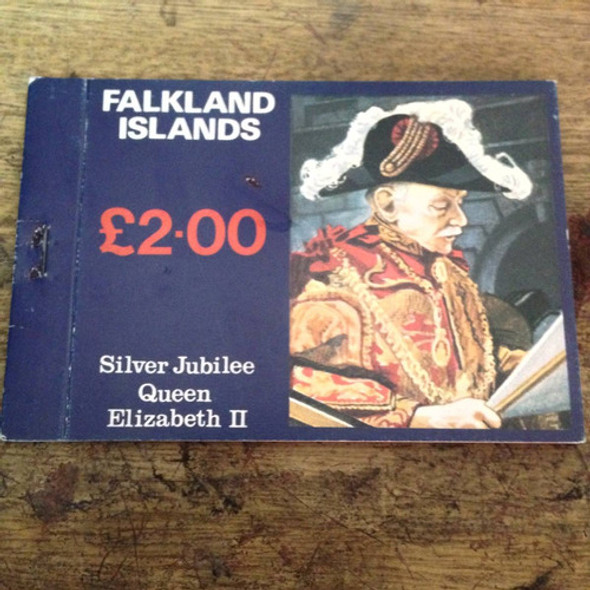 FALKLAND
ISLANDS
£2·00
Silver Jubilee
Queen
Elizabeth II